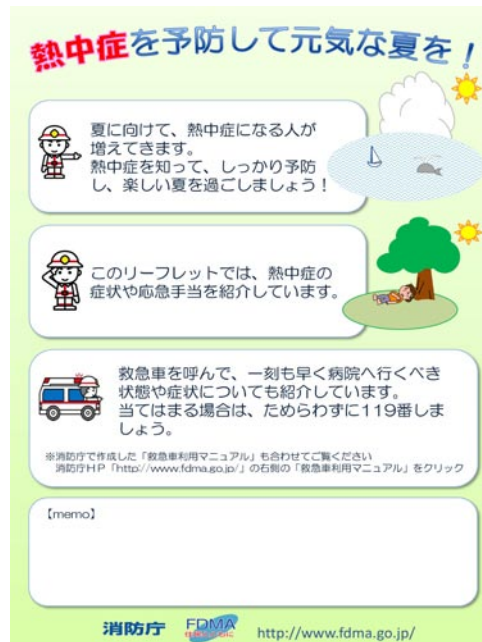 熱中症を予防して元気な夏を！
夏に向けて、熱中症になる人が
増えてきます。
熱中症を知って、しっかり予防
し、楽しい夏を過ごしましょう！
このリーフレットでは、熱中症の
症状や応急手当を紹介しています。
救急車を呼んで、一刻も早く病院へ行くべき
状態や症状についても紹介しています。
当てはまる場合は、ためらわずに119番しま
しょう。
※消防庁で作成した「救急車利用マニュアル」も合わせてご覧ください
消防庁ＨＰ「http://www.fdma.go.jp/」の右側の「救急車利用マニュアル」をクリック
【memo】
消防庁 FDMA http://www.fdma.go.jp/
住民とともに